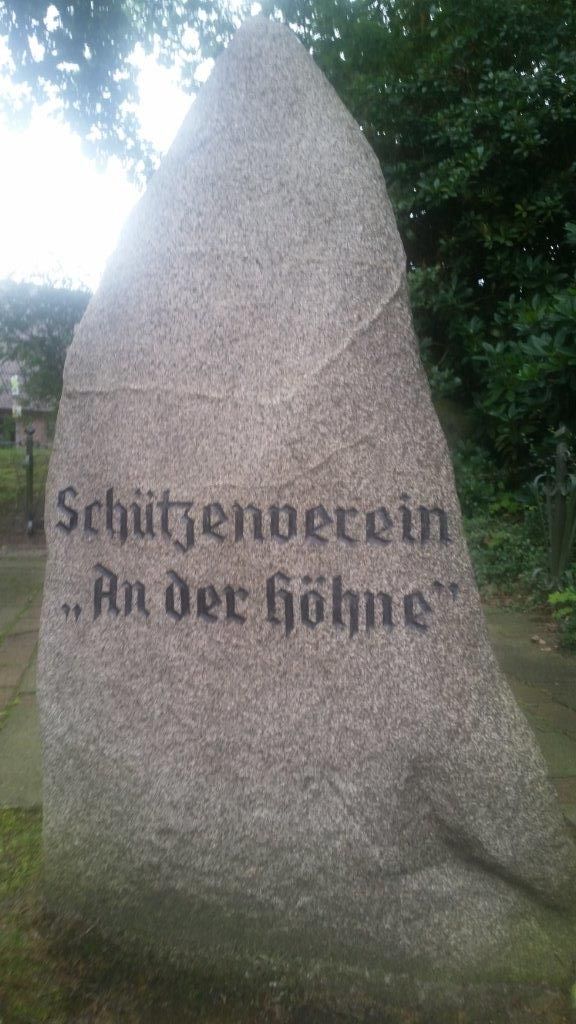 Schützenverein
„An der Höhne”